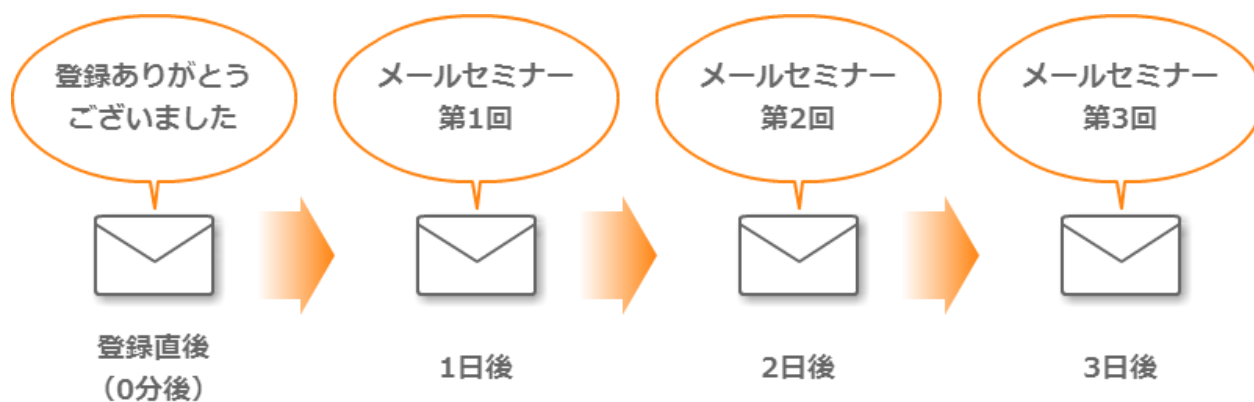 登録ありがとう
ございました
メールセミナー
第1回
メールセミナー
第2回
メールセミナー
第3回
登録直後
（0分後）
1日後
2日後
3日後